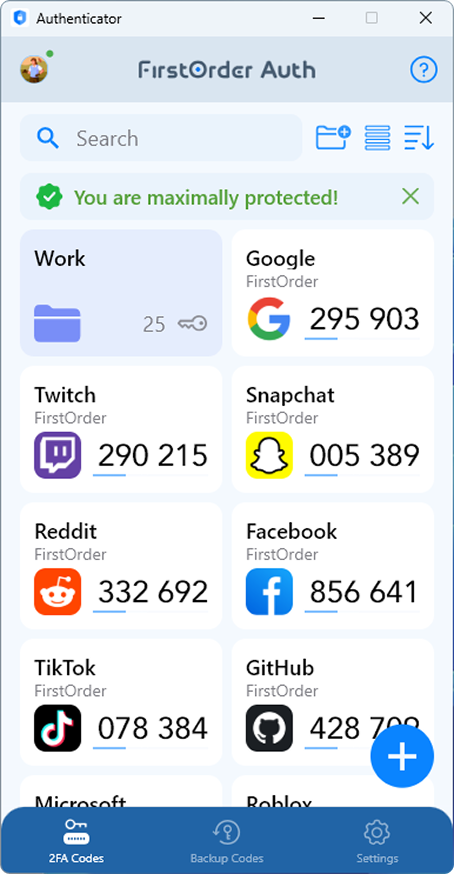 Authenticator
FirstOrder Auth
?
Search
You are maximally protected!
Work
25
Google
FirstOrder
295 903
Twitch
FirstOrder
290 215
Snapchat
FirstOrder
005 389
Reddit
FirstOrder
332 692
Facebook
FirstOrder
856 641
TikTok
FirstOrder
078 384
GitHub
FirstOrder
428
Microsoft
Roblox
2FA Codes
Backup Codes
Settings